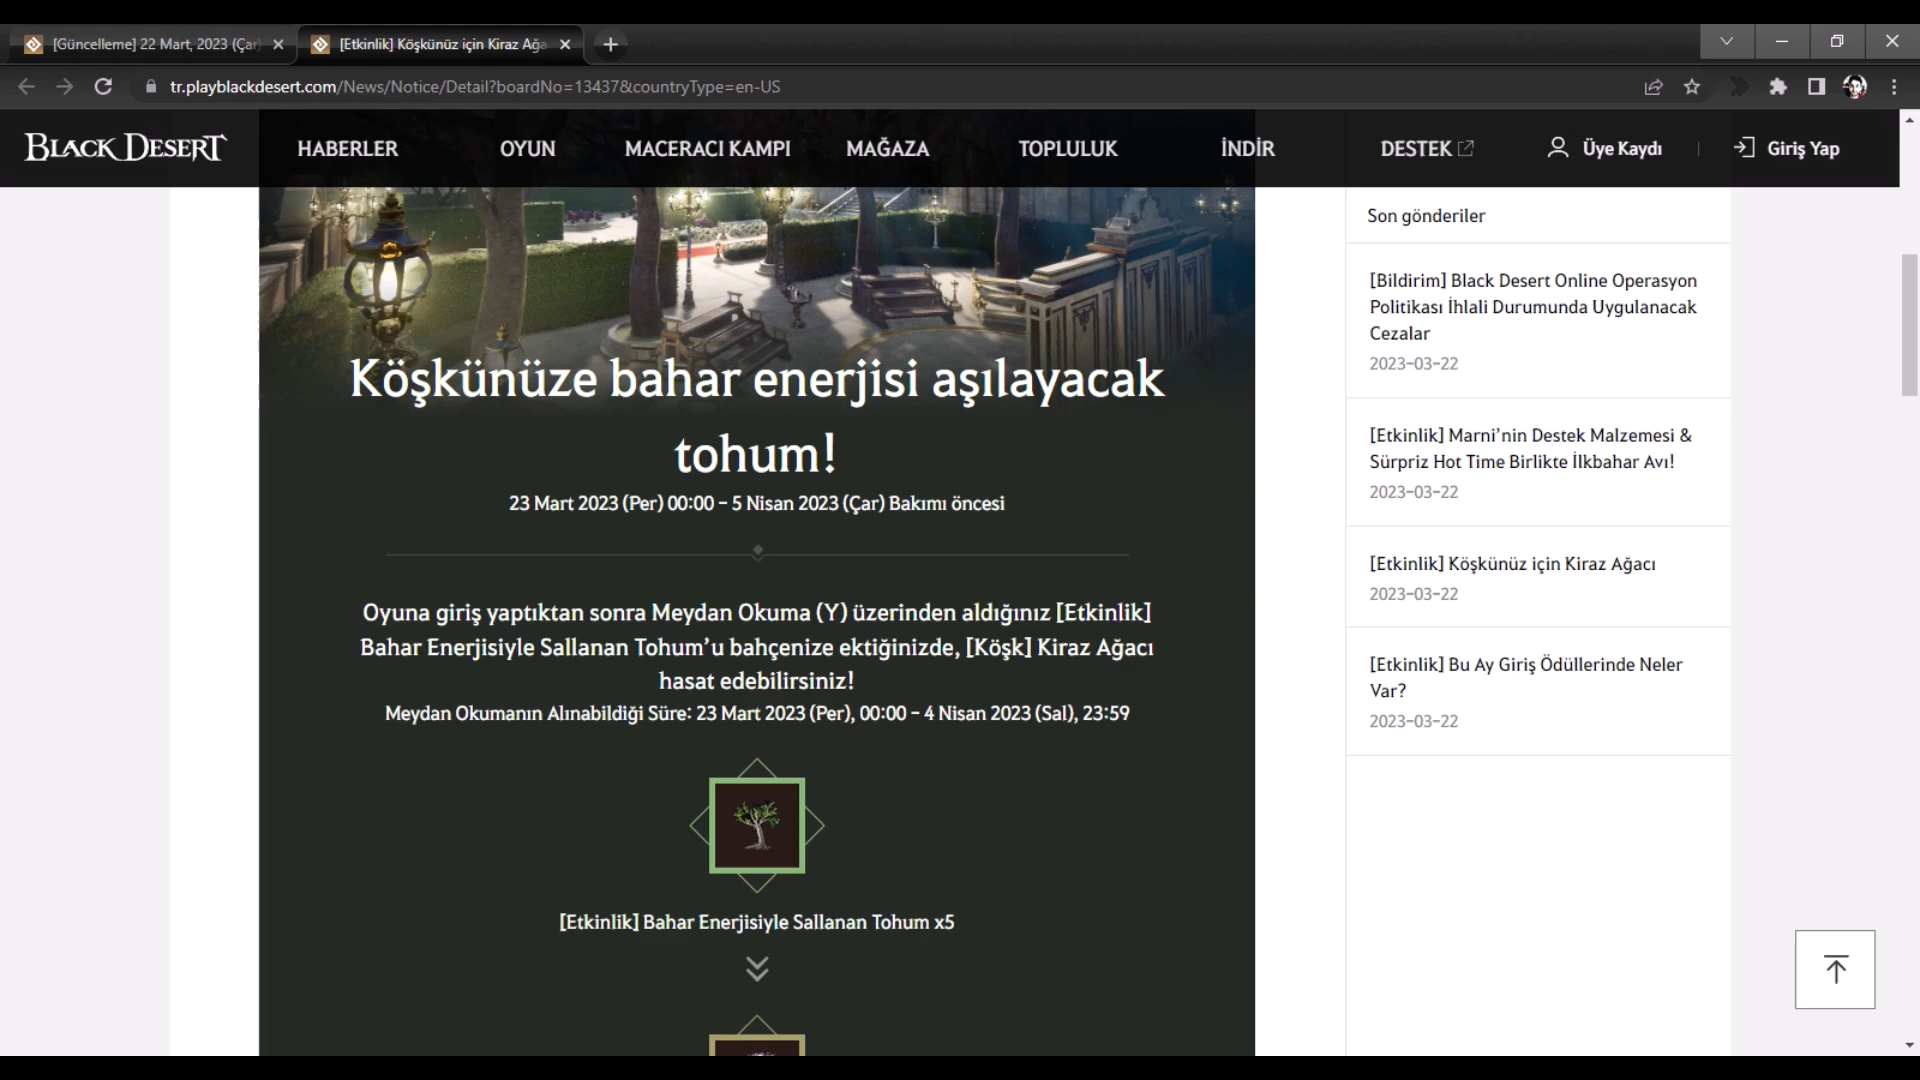 [Güncelleme] 22 Mart, 2023 (Çar
[Etkinlik] Köşkünüz için Kiraz Ağa
tr.playblackdesert.com/News/Notice/Detail?boardNo=13437&countryType=en-US
BLACK DESERT
HABERLER
OYUN
MACERACI KAMPI
MAĞAZA
TOPLULUK
İNDİR
DESTEK
Üye Kaydı
Giriş Yap
Köşkünüze bahar enerjisi aşılayacak
tohum!
23 Mart 2023 (Per) 00:00 – 5 Nisan 2023 (Çar) Bakımı öncesi
Oyuna giriş yaptıktan sonra Meydan Okuma (Y) üzerinden aldığınız [Etkinlik]
Bahar Enerjisiyle Sallanan Tohum’u bahçenize ektiğinizde, [Köşk] Kiraz Ağacı
hasat edebilirsiniz!
Meydan Okumanın Alınabildiği Süre: 23 Mart 2023 (Per), 00:00 – 4 Nisan 2023 (Sal), 23:59
[Etkinlik] Bahar Enerjisiyle Sallanan Tohum x5
Son gönderiler
[Bildirim] Black Desert Online Operasyon
Politikası İhlali Durumunda Uygulanacak
Cezalar
2023-03-22
[Etkinlik] Marni’nin Destek Malzemesi &
Sürpriz Hot Time Birlikte İlkbahar Avı!
2023-03-22
[Etkinlik] Köşkünüz için Kiraz Ağacı
2023-03-22
[Etkinlik] Bu Ay Giriş Ödüllerinde Neler
Var?
2023-03-22